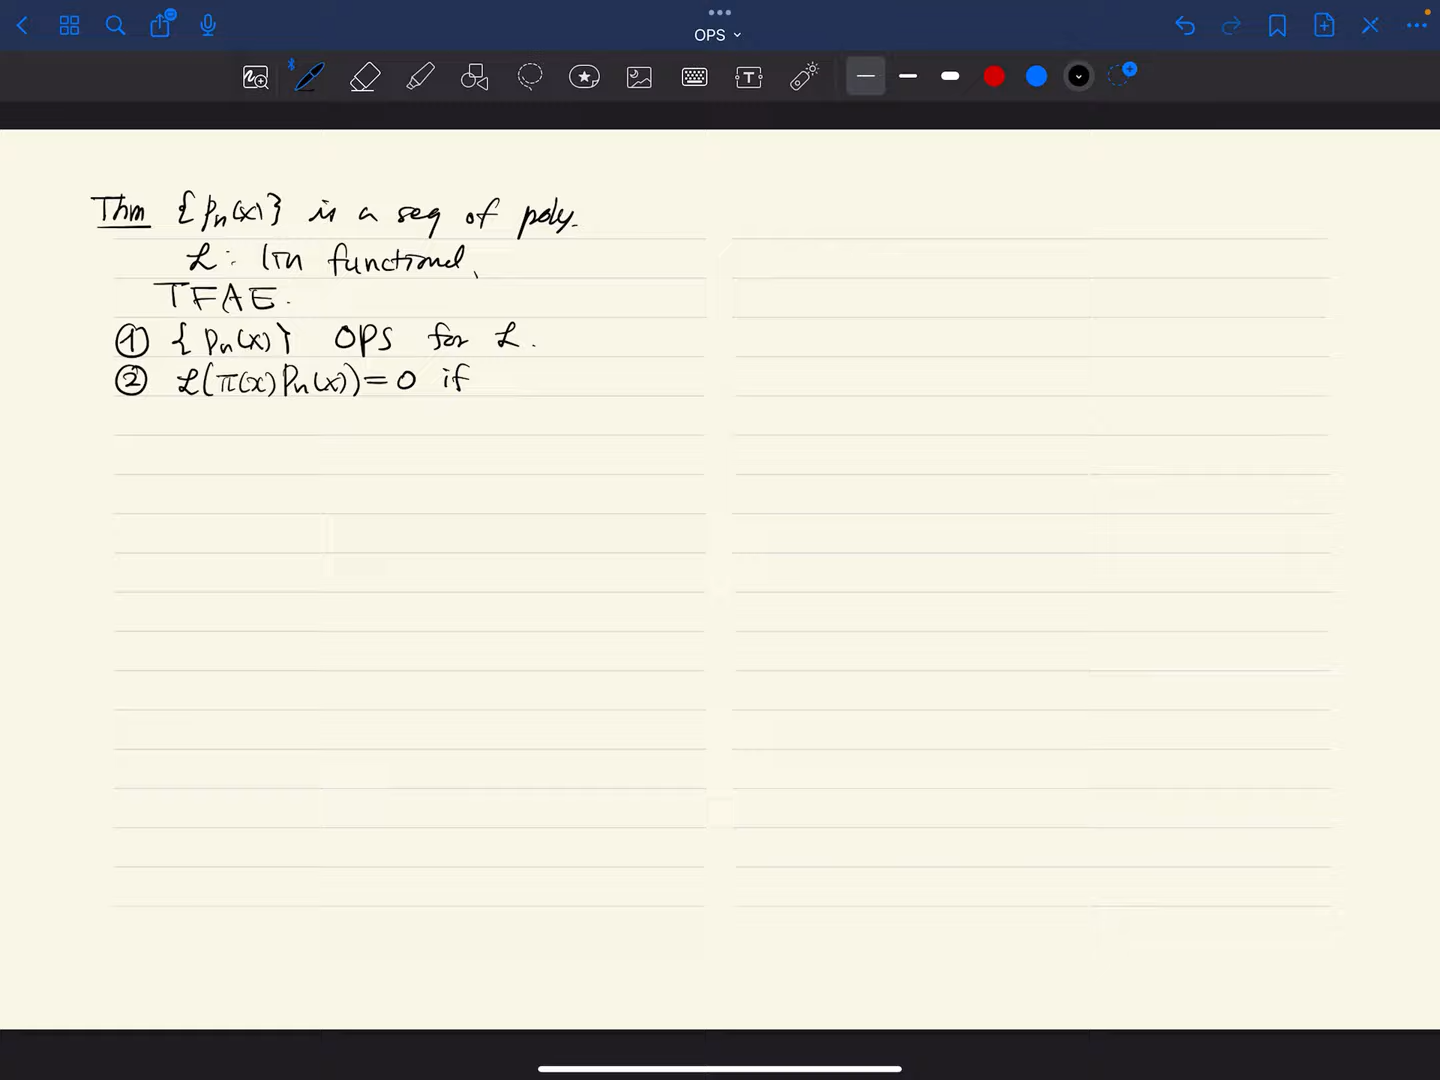 OPS
Thm {Pn(x)} is a seq of poly.
L : lin functional,
TFAE.
① {Pn(x)} OPS for L.
② L(π(x)Pn(x))=0 if